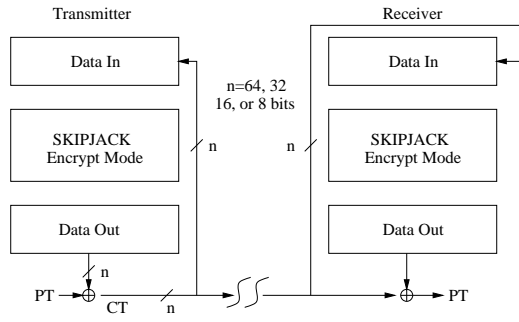 Transmitter
Receiver
Data In
Data In
n=64, 32
16, or 8 bits
SKIPJACK
Encrypt Mode
n
n
SKIPJACK
Encrypt Mode
Data Out
Data Out
n
PT
CT
n
PT